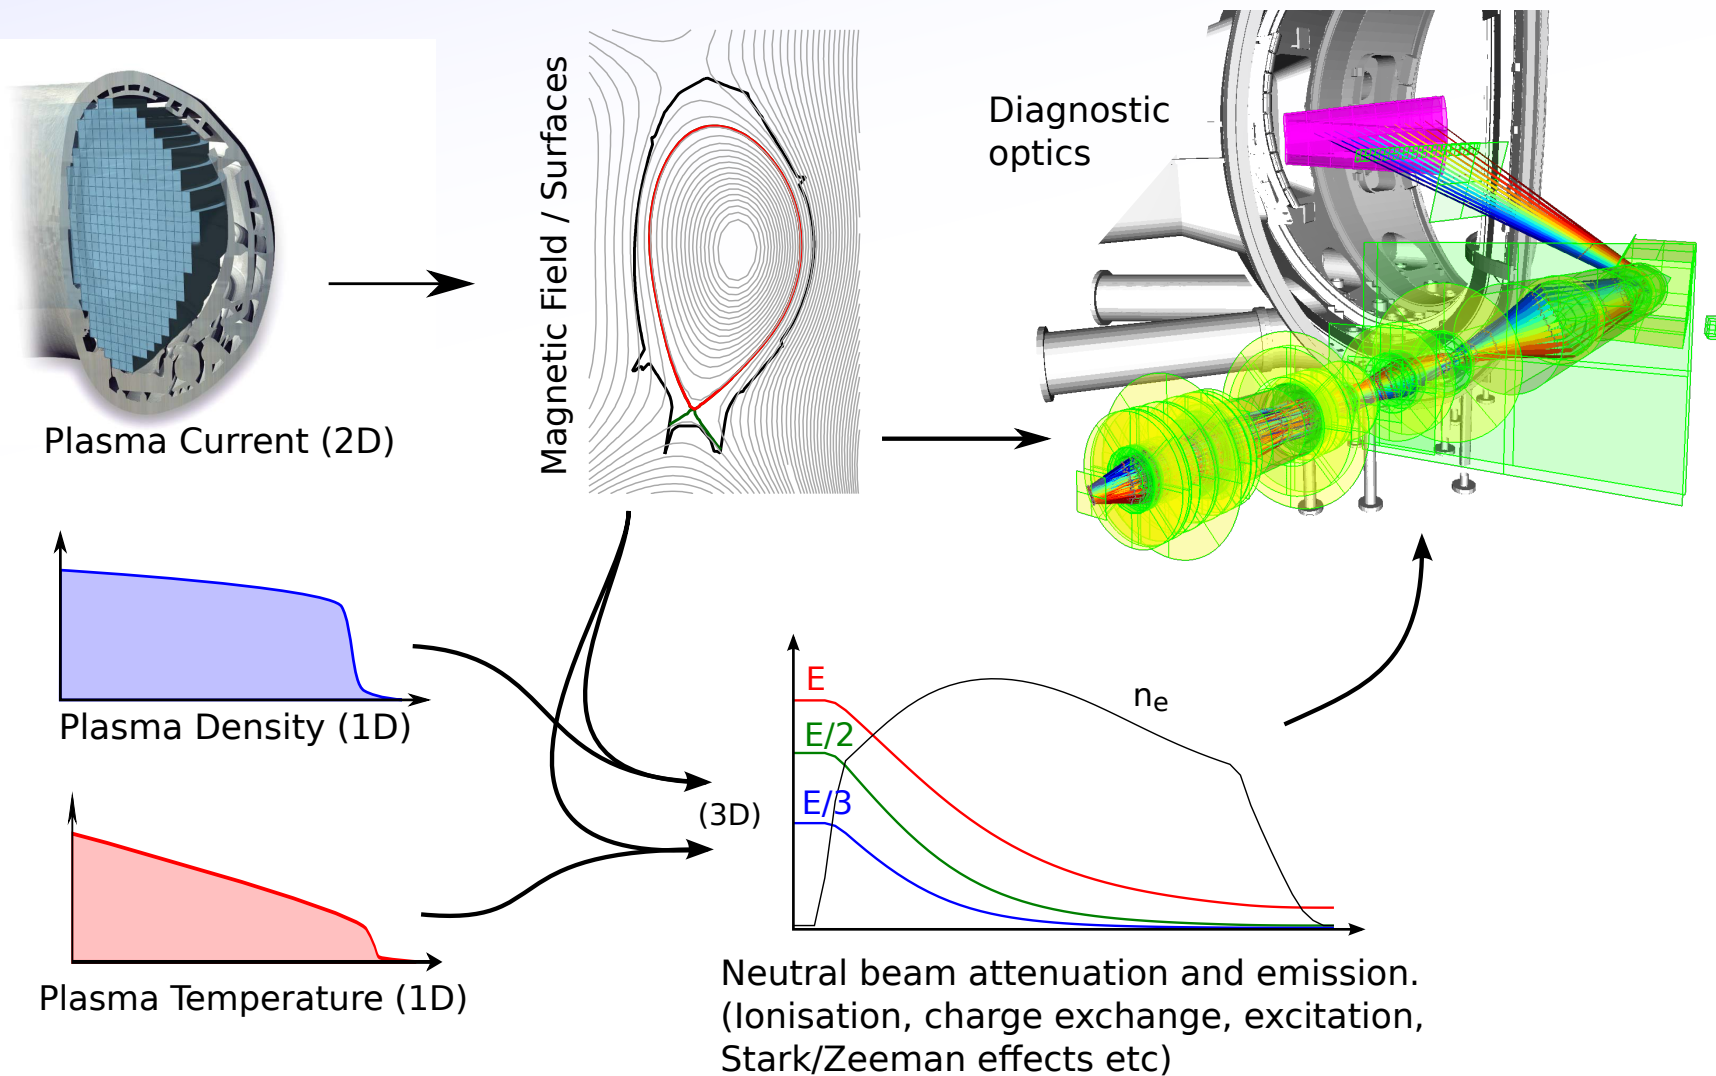 Plasma Current (2D)
Magnetic Field / Surfaces
Diagnostic
optics
Plasma Density (1D)
Plasma Temperature (1D)
(3D)
E
E/2
E/3
nₑ
Neutral beam attenuation and emission.
(Ionisation, charge exchange, excitation,
Stark/Zeeman effects etc)